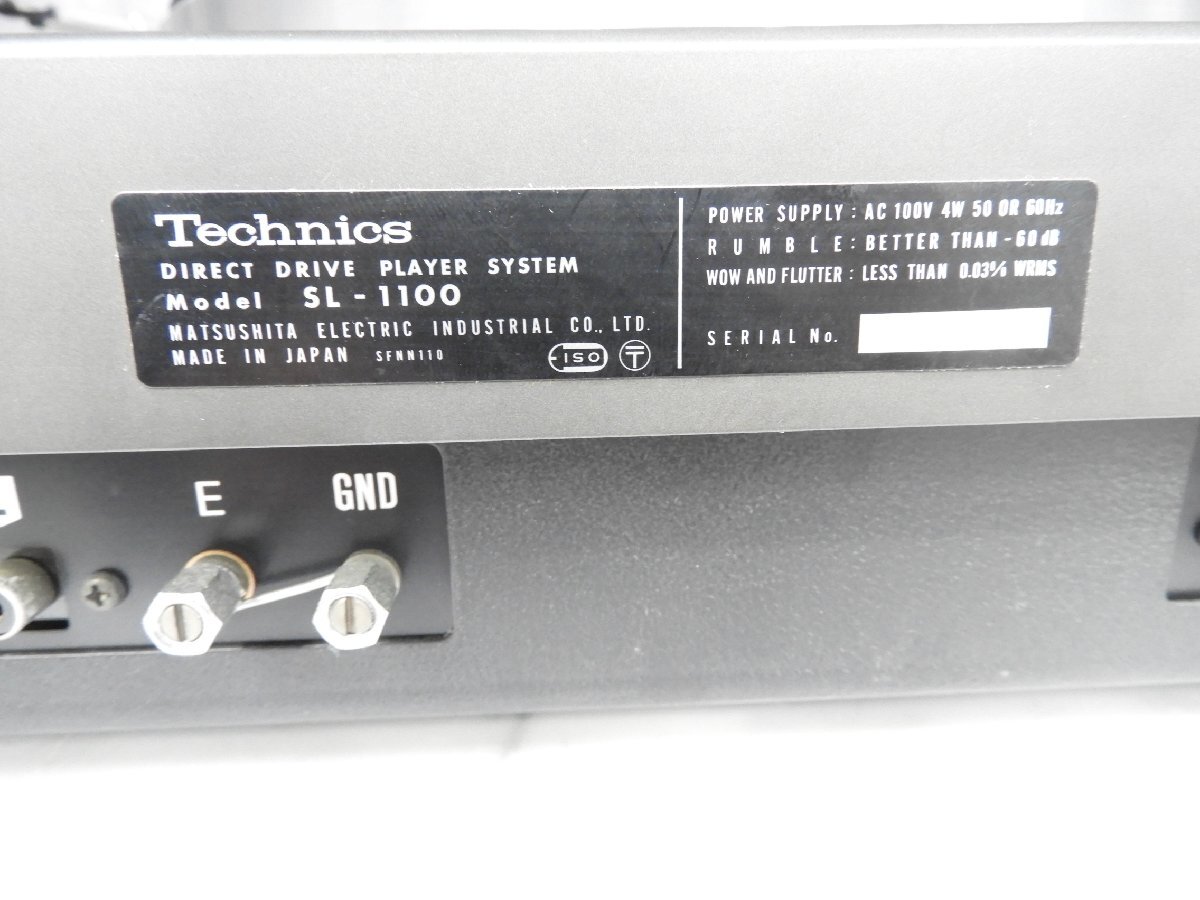 Technics
DIRECT DRIVE PLAYER SYSTEM
Model SL-1100
MATSUSHITA ELECTRIC INDUSTRIAL CO., LTD.
MADE IN JAPAN SFNN110
ISO T
POWER SUPPLY : AC 100V 4W 50 OR 60Hz
RUMBLE : BETTER THAN -60dB
WOW AND FLUTTER : LESS THAN 0.03% WRMS
SERIAL No.
E GND